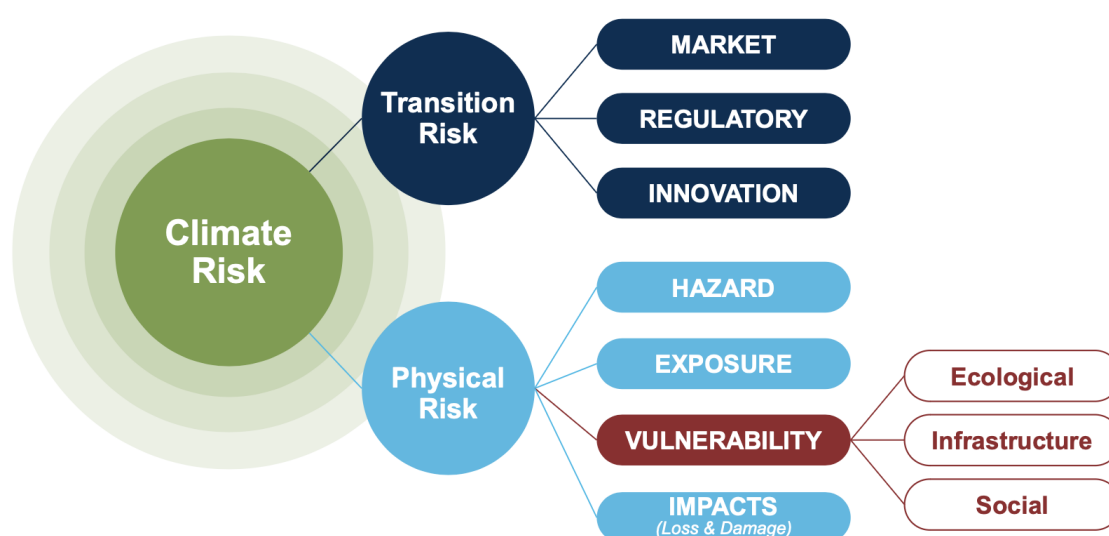 Climate
Risk
Transition
Risk
MARKET
REGULATORY
INNOVATION
Physical
Risk
HAZARD
EXPOSURE
VULNERABILITY
IMPACTS
(Loss & Damage)
Ecological
Infrastructure
Social